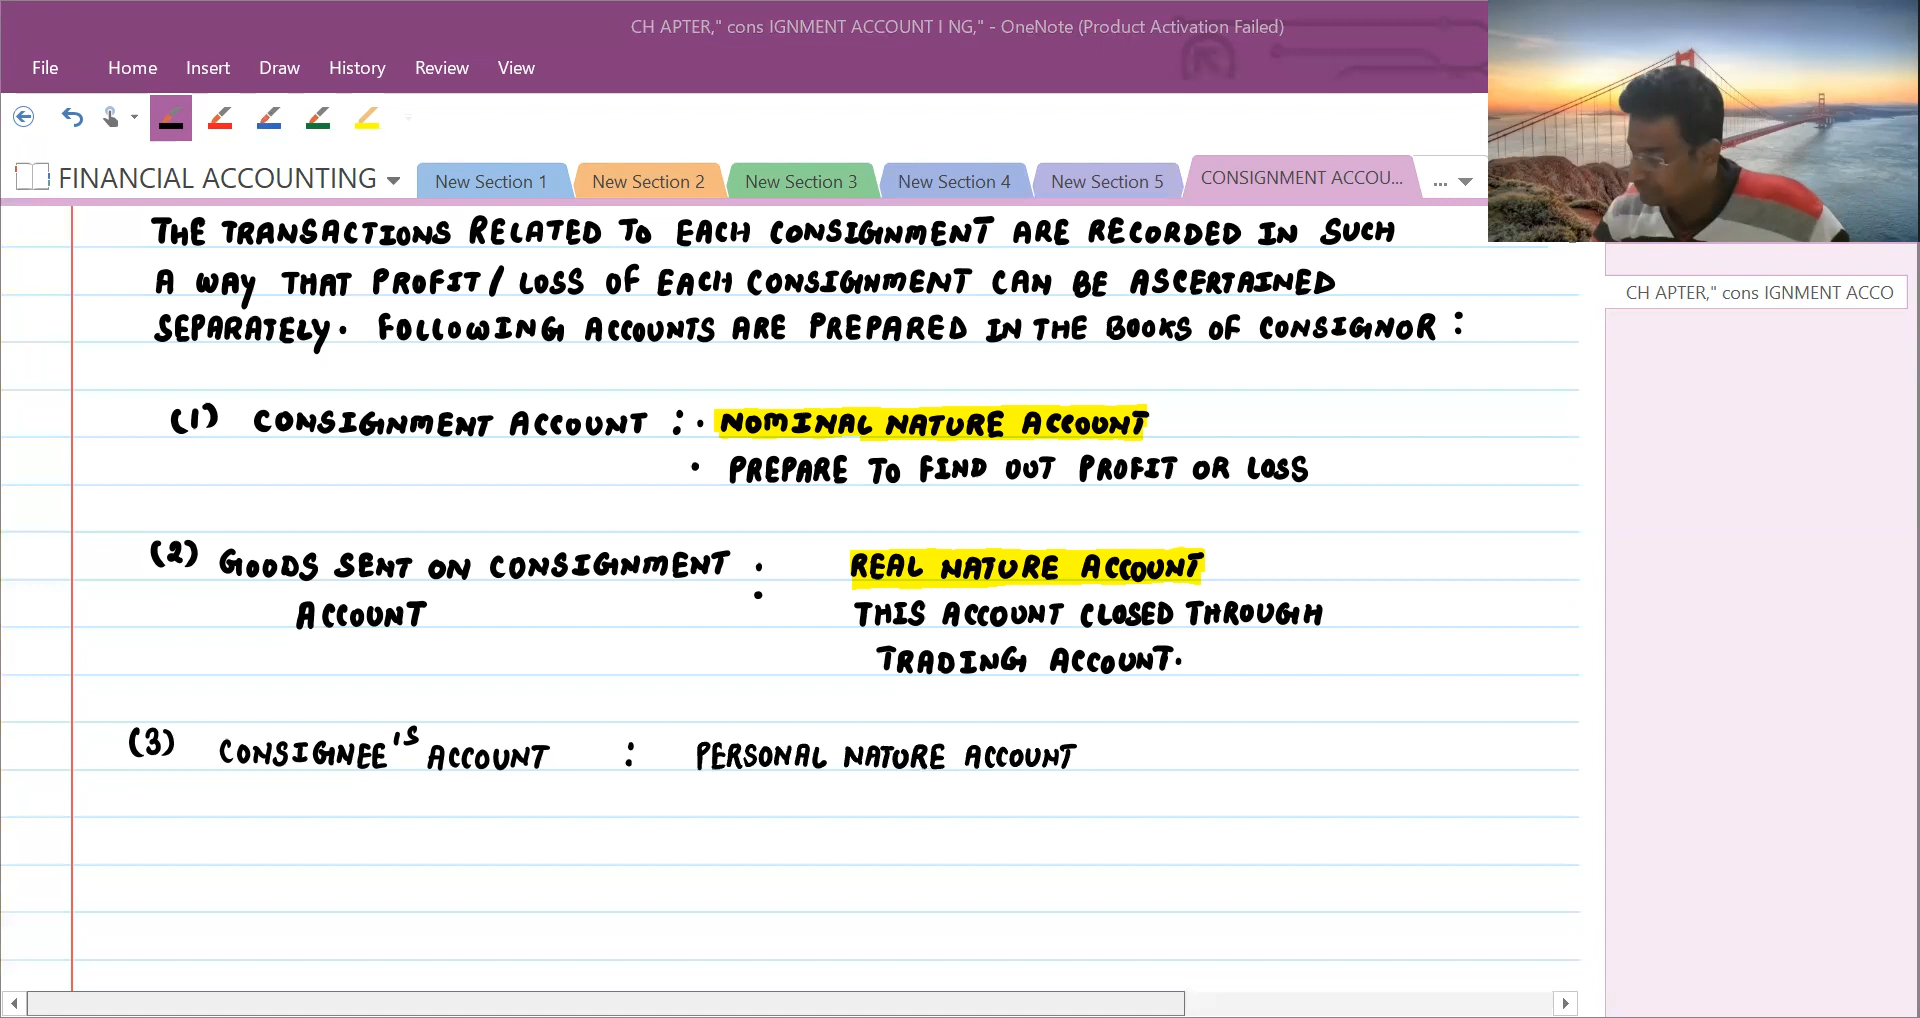 CH APTER," cons IGNMENT ACCOUNT I NG," - OneNote (Product Activation Failed)
File Home Insert Draw History Review View
FINANCIAL ACCOUNTING New Section 1 New Section 2 New Section 3 New Section 4 New Section 5 CONSIGNMENT ACCOU... ...
CH APTER," cons IGNMENT ACCO
THE TRANSACTIONS RELATED TO EACH CONSIGNMENT ARE RECORDED IN SUCH
A WAY THAT PROFIT / LOSS OF EACH CONSIGNMENT CAN BE ASCERTAINED
SEPARATELY. FOLLOWING ACCOUNTS ARE PREPARED IN THE BOOKS OF CONSIGNOR :
(1) CONSIGNMENT ACCOUNT : • NOMINAL NATURE ACCOUNT
• PREPARE TO FIND OUT PROFIT OR LOSS
(2) GOODS SENT ON CONSIGNMENT : REAL NATURE ACCOUNT
ACCOUNT THIS ACCOUNT CLOSED THROUGH
TRADING ACCOUNT.
(3) CONSIGNEE'S ACCOUNT : PERSONAL NATURE ACCOUNT